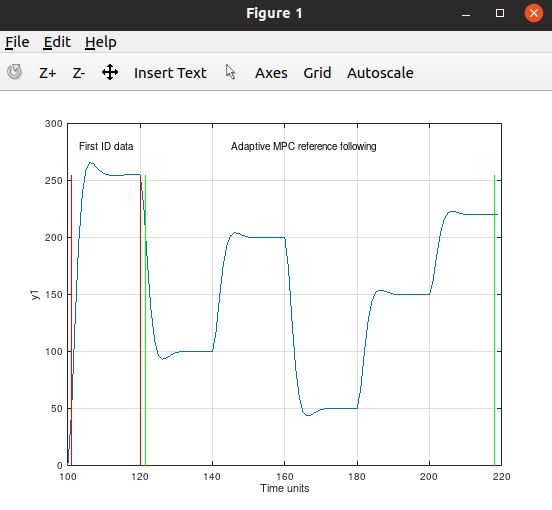 Figure 1
File Edit Help
Z+ Z- Insert Text Axes Grid Autoscale
300
First ID data Adaptive MPC reference following
250
200
y1
150
100
50
0
100 120 140 160 180 200 220
Time units